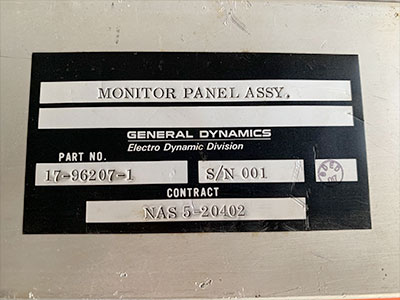 MONITOR PANEL ASSY.
GENERAL DYNAMICS
Electro Dynamic Division
PART NO.
17-96207-1 S/N 001
CONTRACT
NAS 5-20402